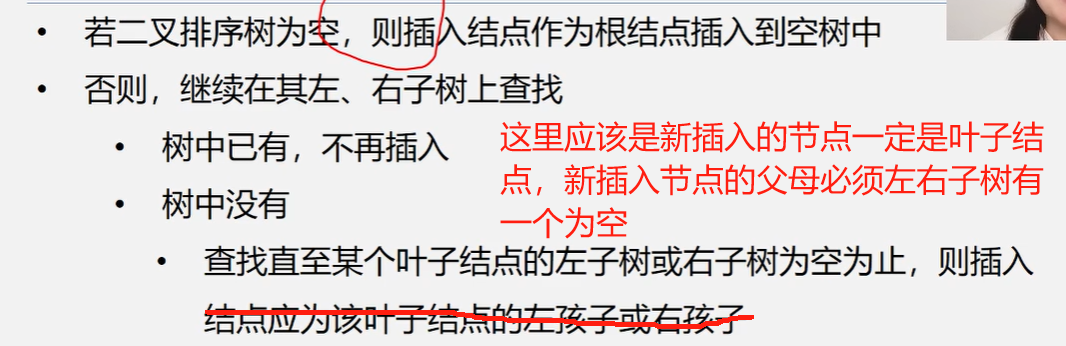 若二叉排序树为空，则插入结点作为根结点插入到空树中
否则，继续在其左、右子树上查找
树中已有，不再插入
这里应该是新插入的节点一定是叶子结
点，新插入节点的父母必须左右子树有
一个为空
树中没有
查找直至某个叶子结点的左子树或右子树为空为止，则插入
结点应为该叶子结点的左孩子或右孩子